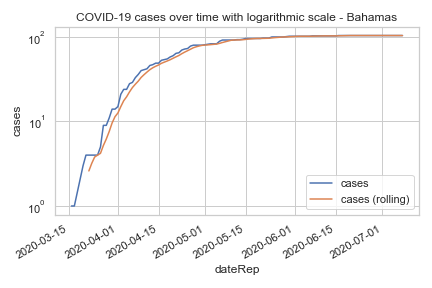 COVID-19 cases over time with logarithmic scale - Bahamas
10²
10¹
10⁰
cases
cases
cases (rolling)
2020-03-15
2020-04-01
2020-04-15
2020-05-01
2020-05-15
2020-06-01
2020-06-15
2020-07-01
dateRep